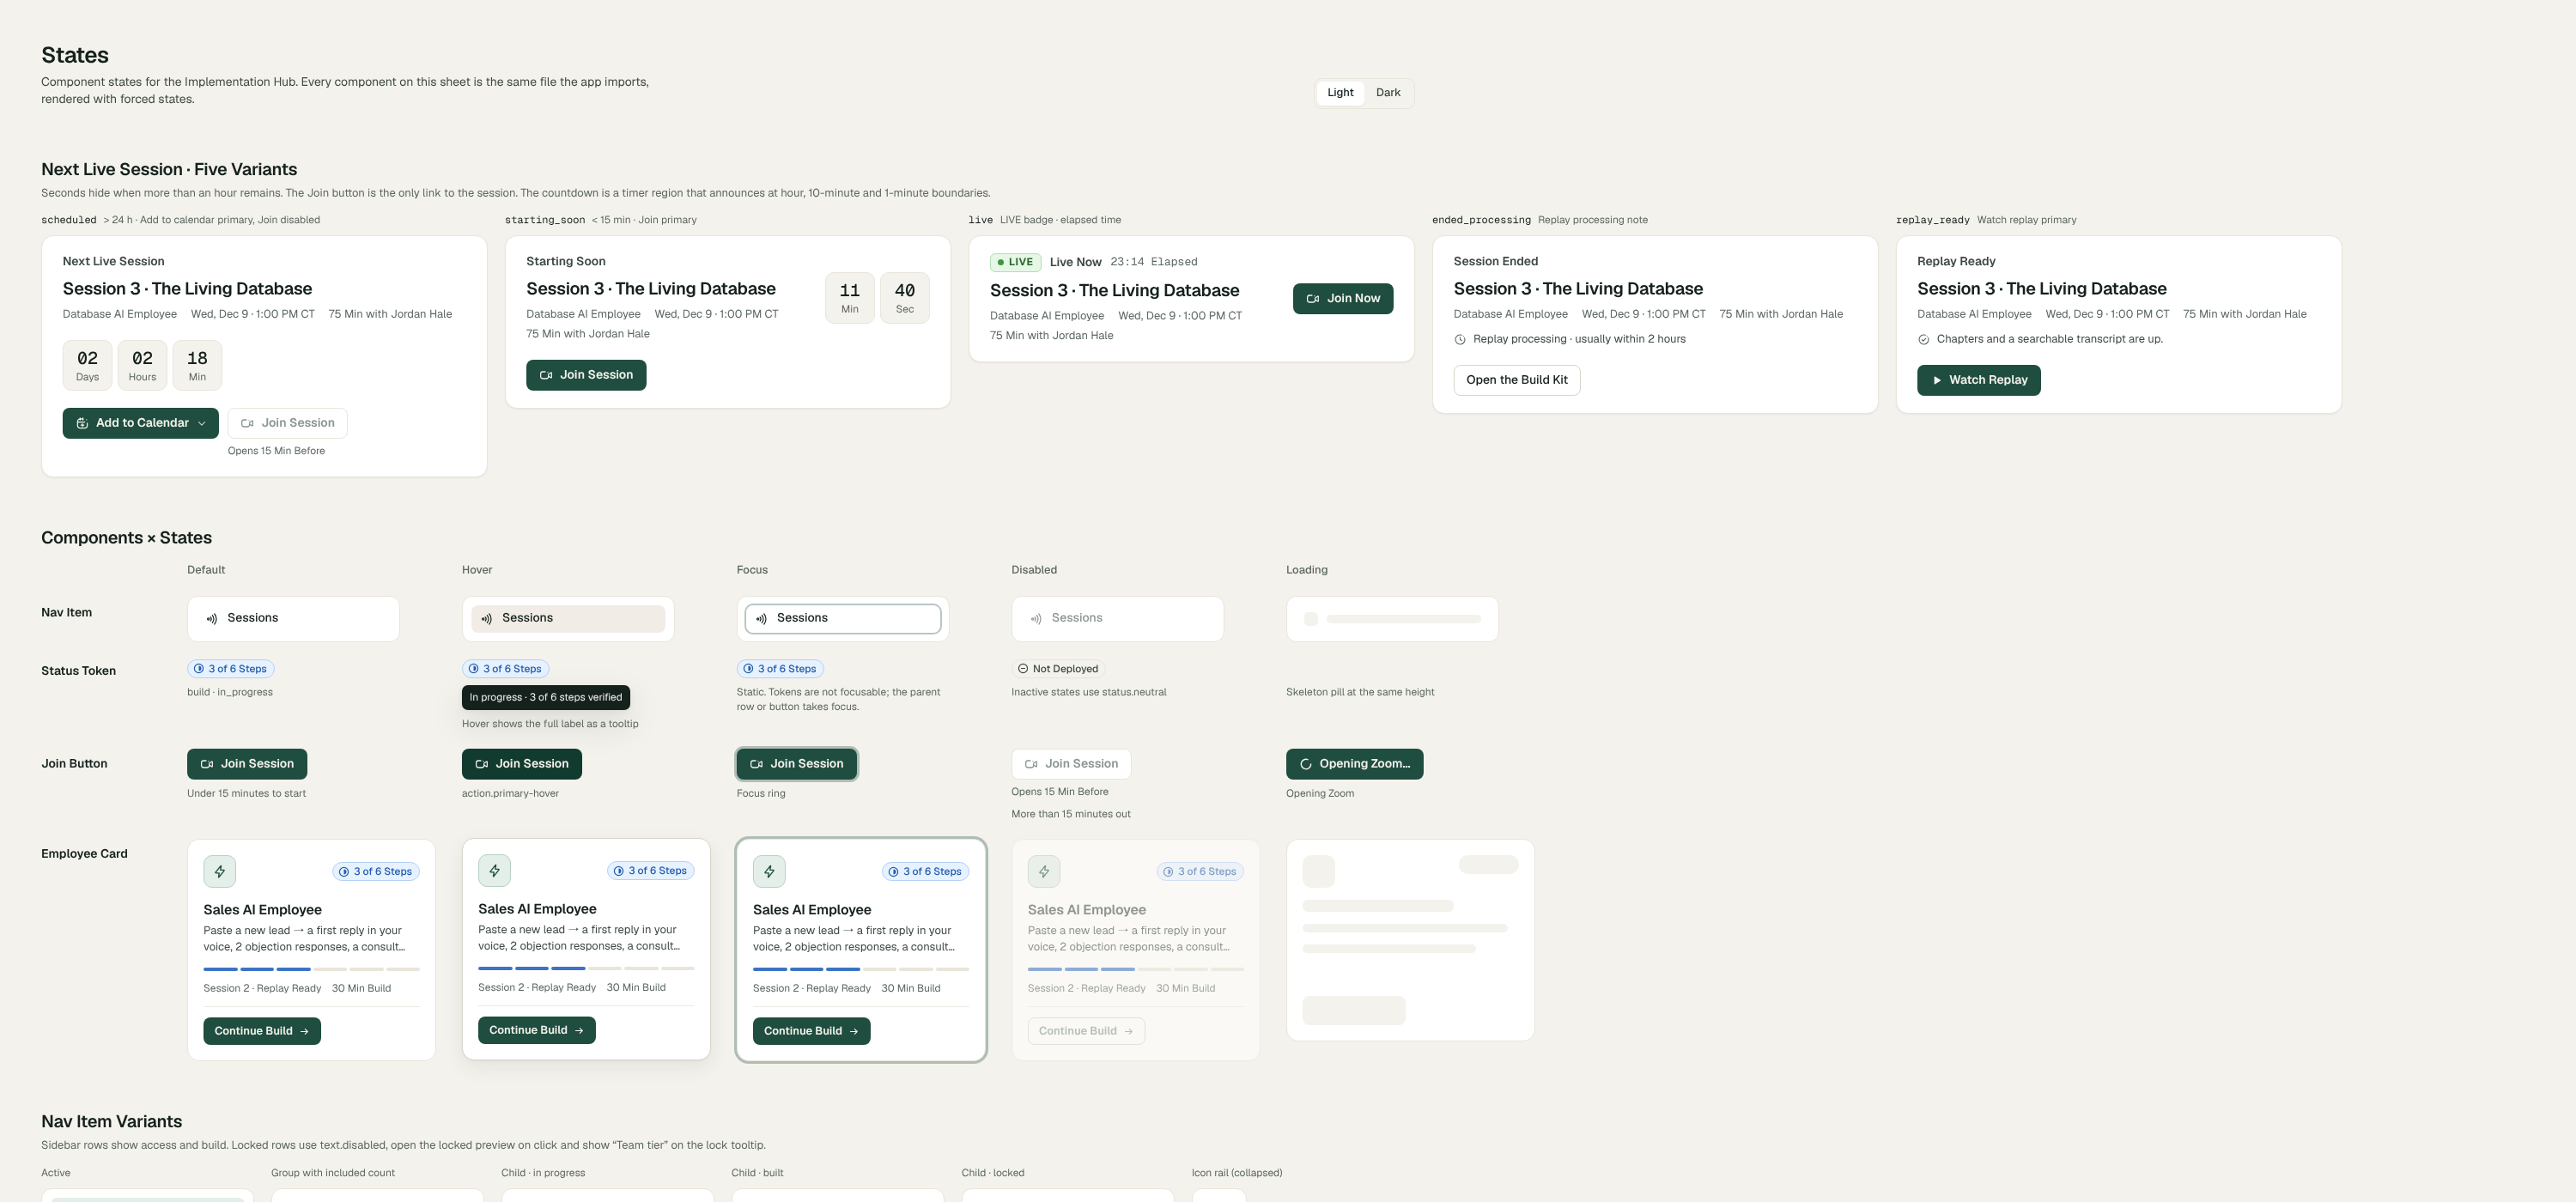 States
Component states for the Implementation Hub. Every component on this sheet is the same file the app imports,
rendered with forced states.
Light
Dark
Next Live Session · Five Variants
Seconds hide when more than an hour remains. The Join button is the only link to the session. The countdown is a timer region that announces at hour, 10-minute and 1-minute boundaries.
scheduled > 24 h · Add to calendar primary, Join disabled
Next Live Session
Session 3 · The Living Database
Database AI Employee Wed, Dec 9 · 1:00 PM CT 75 Min with Jordan Hale
02 02 18
Days Hours Min
Add to Calendar
Join Session
Opens 15 Min Before
starting_soon < 15 min · Join primary
Starting Soon
Session 3 · The Living Database
Database AI Employee Wed, Dec 9 · 1:00 PM CT
75 Min with Jordan Hale
11 40
Min Sec
Join Session
live LIVE badge · elapsed time
LIVE Live Now 23:14 Elapsed
Session 3 · The Living Database
Database AI Employee Wed, Dec 9 · 1:00 PM CT
75 Min with Jordan Hale
Join Now
ended_processing Replay processing note
Session Ended
Session 3 · The Living Database
Database AI Employee Wed, Dec 9 · 1:00 PM CT 75 Min with Jordan Hale
Replay processing · usually within 2 hours
Open the Build Kit
replay_ready Watch replay primary
Replay Ready
Session 3 · The Living Database
Database AI Employee Wed, Dec 9 · 1:00 PM CT 75 Min with Jordan Hale
Chapters and a searchable transcript are up.
Watch Replay
Components × States
Default Hover Focus Disabled Loading
Nav Item
Sessions
Sessions
Sessions
Sessions
Status Token
3 of 6 Steps
build · in_progress
3 of 6 Steps
In progress · 3 of 6 steps verified
Hover shows the full label as a tooltip
3 of 6 Steps
Static. Tokens are not focusable; the parent
row or button takes focus.
Not Deployed
Inactive states use status.neutral
Skeleton pill at the same height
Join Button
Join Session
Under 15 minutes to start
Join Session
action.primary-hover
Join Session
Focus ring
Join Session
Opens 15 Min Before
More than 15 minutes out
Opening Zoom…
Opening Zoom
Employee Card
3 of 6 Steps
Sales AI Employee
Paste a new lead → a first reply in your
voice, 2 objection responses, a consult…
Session 2 · Replay Ready 30 Min Build
Continue Build →
3 of 6 Steps
Sales AI Employee
Paste a new lead → a first reply in your
voice, 2 objection responses, a consult…
Session 2 · Replay Ready 30 Min Build
Continue Build →
3 of 6 Steps
Sales AI Employee
Paste a new lead → a first reply in your
voice, 2 objection responses, a consult…
Session 2 · Replay Ready 30 Min Build
Continue Build →
3 of 6 Steps
Sales AI Employee
Paste a new lead → a first reply in your
voice, 2 objection responses, a consult…
Session 2 · Replay Ready 30 Min Build
Continue Build →
Nav Item Variants
Sidebar rows show access and build. Locked rows use text.disabled, open the locked preview on click and show “Team tier” on the lock tooltip.
Active Group with included count Child · in progress Child · built Child · locked Icon rail (collapsed)